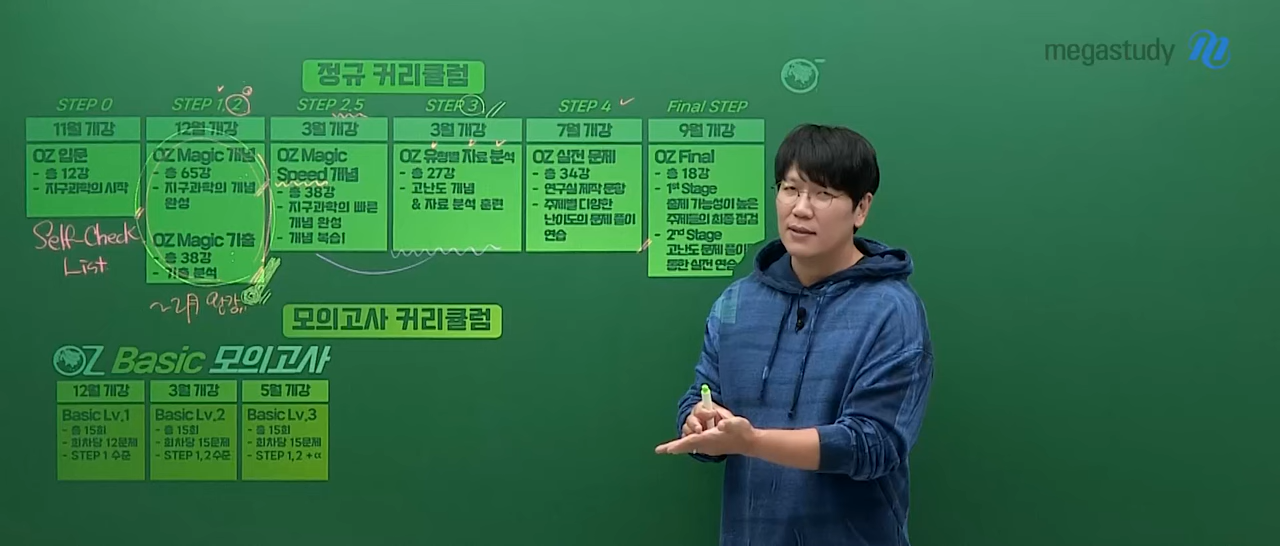 megastudy
정규 커리큘럼
STEP 0
11월 개강
OZ 입문
- 총 12강
- 지구과학의 시작
Self-Check
List
STEP 1, 2
12월 개강
OZ Magic 개념
- 총 65강
- 지구과학의 개념
완성
OZ Magic 기출
- 총 38강
- 기출 분석
~2月 완강
STEP 2.5
3월 개강
OZ Magic
Speed 개념
- 총 38강
- 지구과학의 빠른
개념 완성
- 개념 복습!
STEP 3
3월 개강
OZ 유형별 자료 분석
- 총 27강
- 고난도 개념
& 자료 분석 훈련
STEP 4
7월 개강
OZ 실전 문제
- 총 34강
- 연구실 제작 문항
- 주제별 다양한
난이도의 문제 풀이
연습
Final STEP
9월 개강
OZ Final
- 총 18강
- 1st Stage
출제 가능성이 높은
주제들의 최종 점검
- 2nd Stage
고난도 문제 풀이
통한 실전 연습
모의고사 커리큘럼
OZ Basic 모의고사
12월 개강
Basic Lv.1
- 총 15회
- 회차당 12문제
- STEP 1 수준
3월 개강
Basic Lv.2
- 총 15회
- 회차당 15문제
- STEP 1, 2 수준
5월 개강
Basic Lv.3
- 총 15회
- 회차당 15문제
- STEP 1, 2 + α